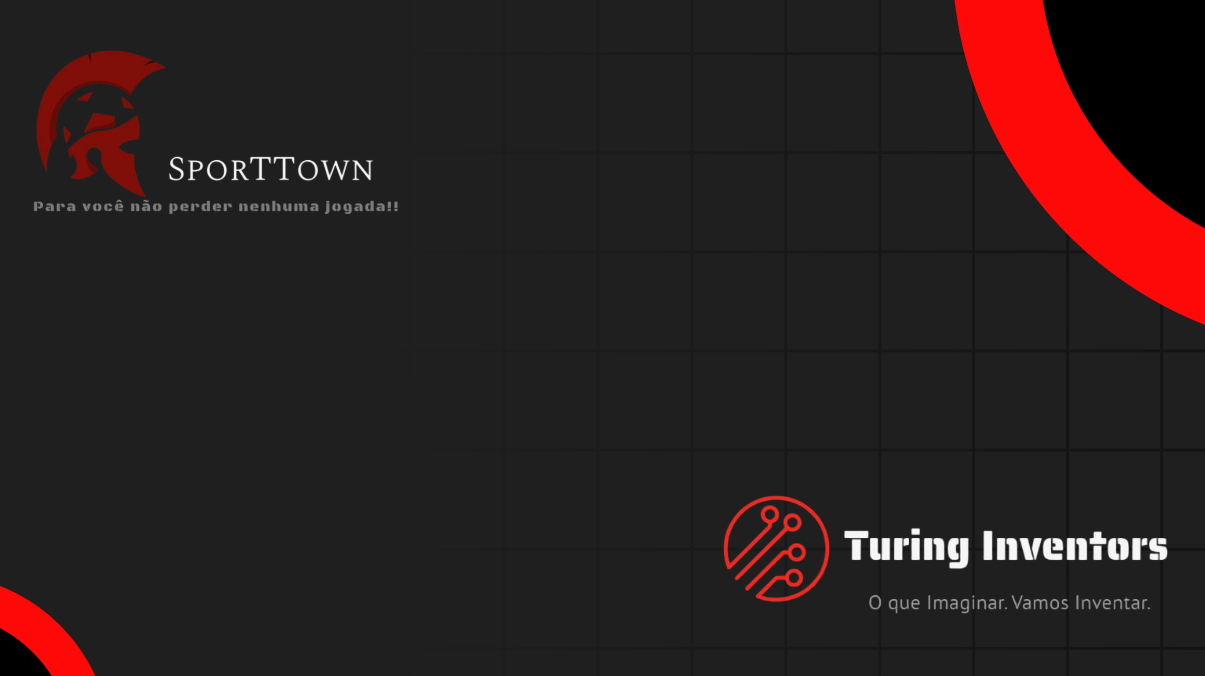 SporTTown
Para você não perder nenhuma jogada!!
Turing Inventors
O que Imaginar. Vamos Inventar.